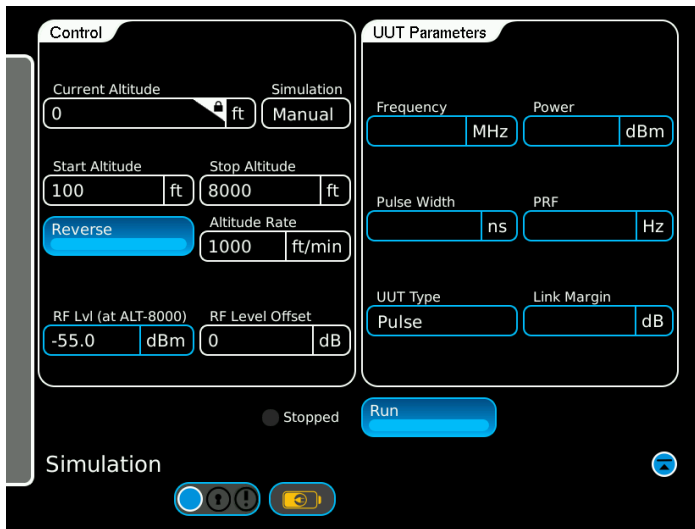 Control
Current Altitude
Simulation
0
ft
Manual
Start Altitude
Stop Altitude
100
ft
8000
ft
Reverse
Altitude Rate
1000
ft/min
RF Lvl (at ALT-8000)
RF Level Offset
-55.0
dBm
0
dB
UUT Parameters
Frequency
Power
MHz
dBm
Pulse Width
PRF
ns
Hz
UUT Type
Link Margin
Pulse
dB
Stopped
Run
Simulation